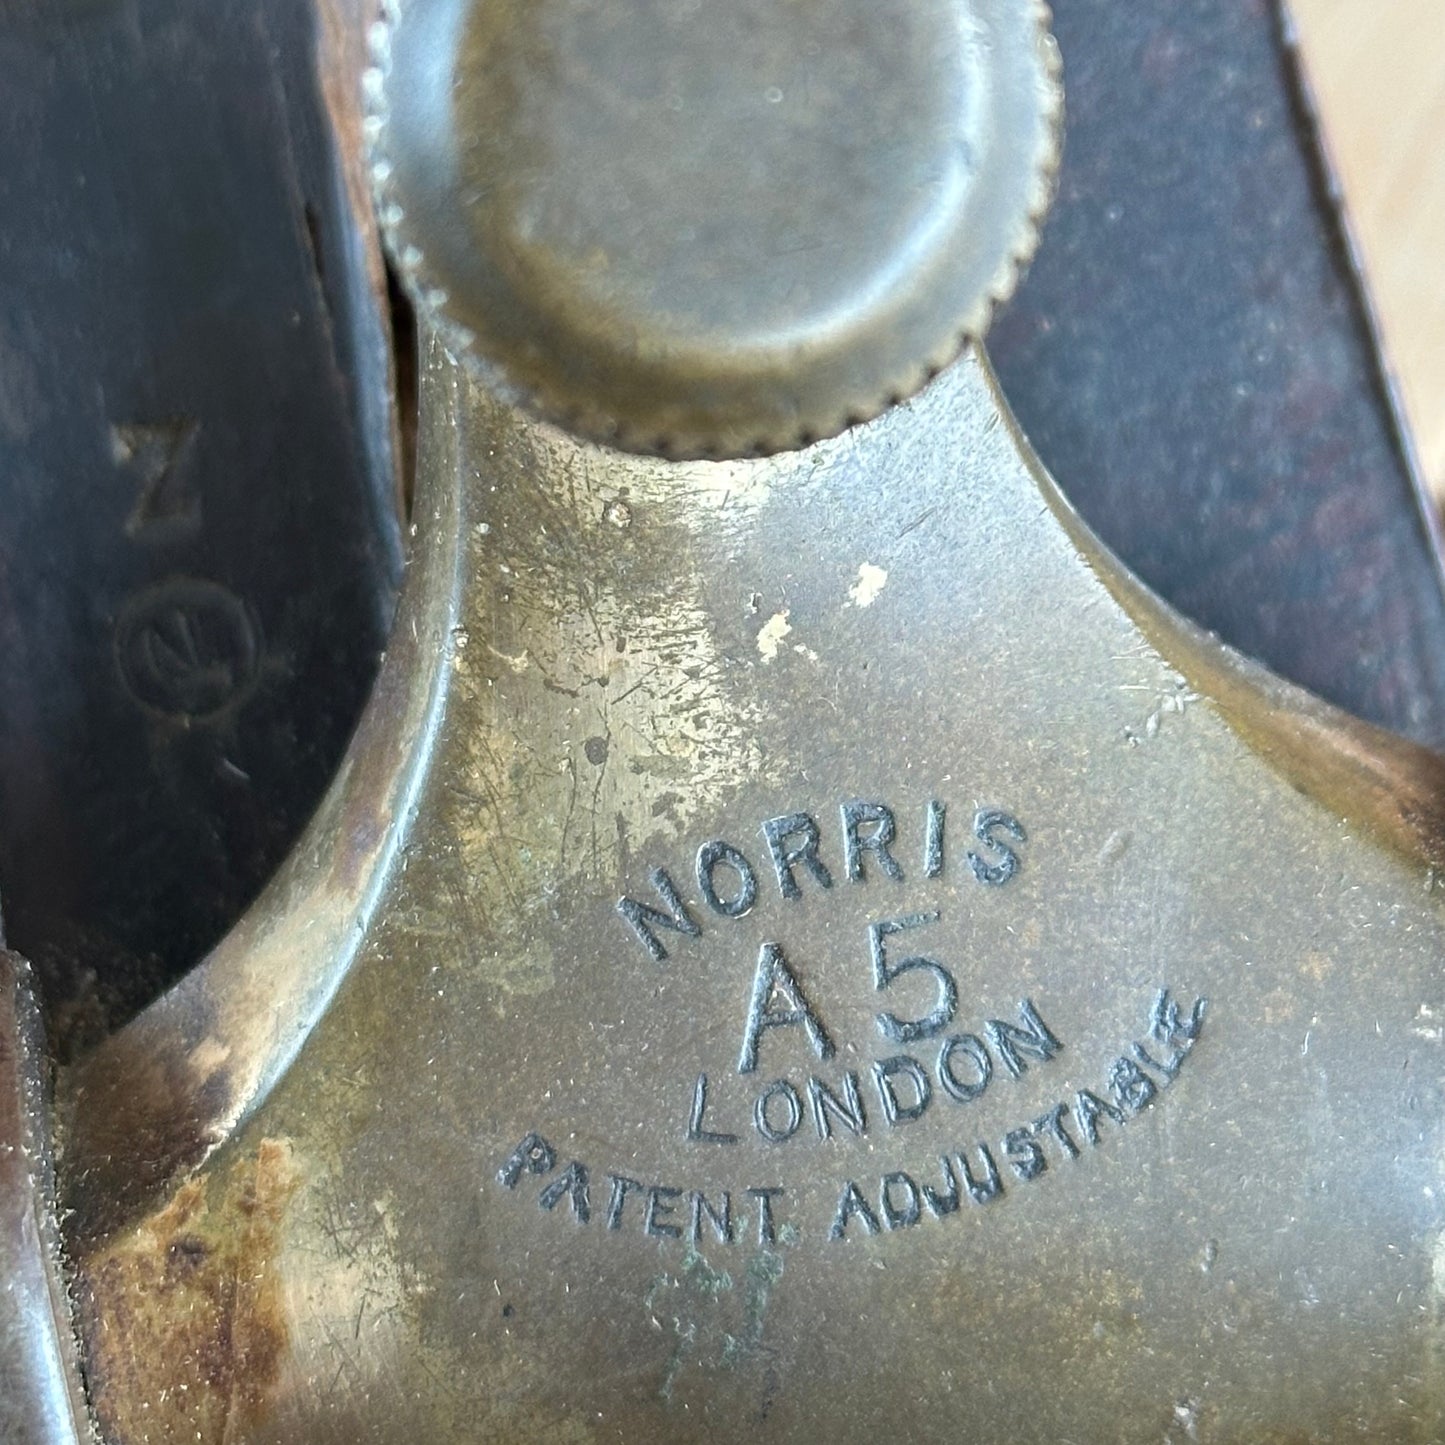 NORRIS
A5
LONDON
PATENT ADJUSTABLE